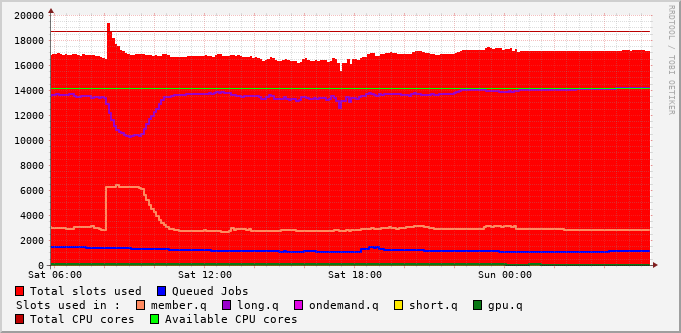 20000
18000
16000
14000
12000
10000
8000
6000
4000
2000
0
Sat 06:00 Sat 12:00 Sat 18:00 Sun 00:00
RRDTOOL / TOBI OETIKER
Total slots used Queued Jobs
Slots used in : member.q long.q ondemand.q short.q gpu.q
Total CPU cores Available CPU cores